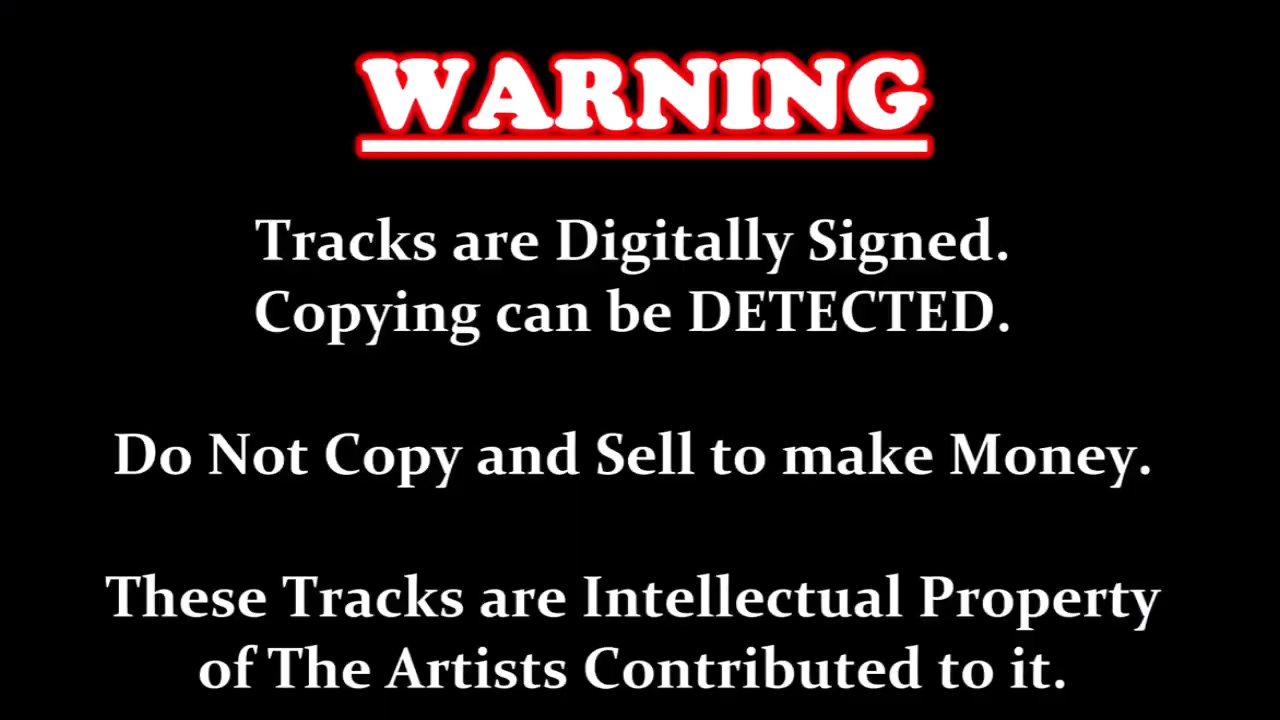 WARNING
Tracks are Digitally Signed.
Copying can be DETECTED.
Do Not Copy and Sell to make Money.
These Tracks are Intellectual Property
of The Artists Contributed to it.